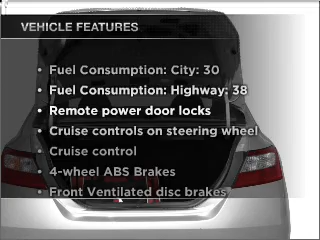 VEHICLE FEATURES
• Fuel Consumption: City: 30
• Fuel Consumption: Highway: 38
• Remote power door locks
• Cruise controls on steering wheel
• Cruise control
• 4-wheel ABS Brakes
• Front Ventilated disc brakes